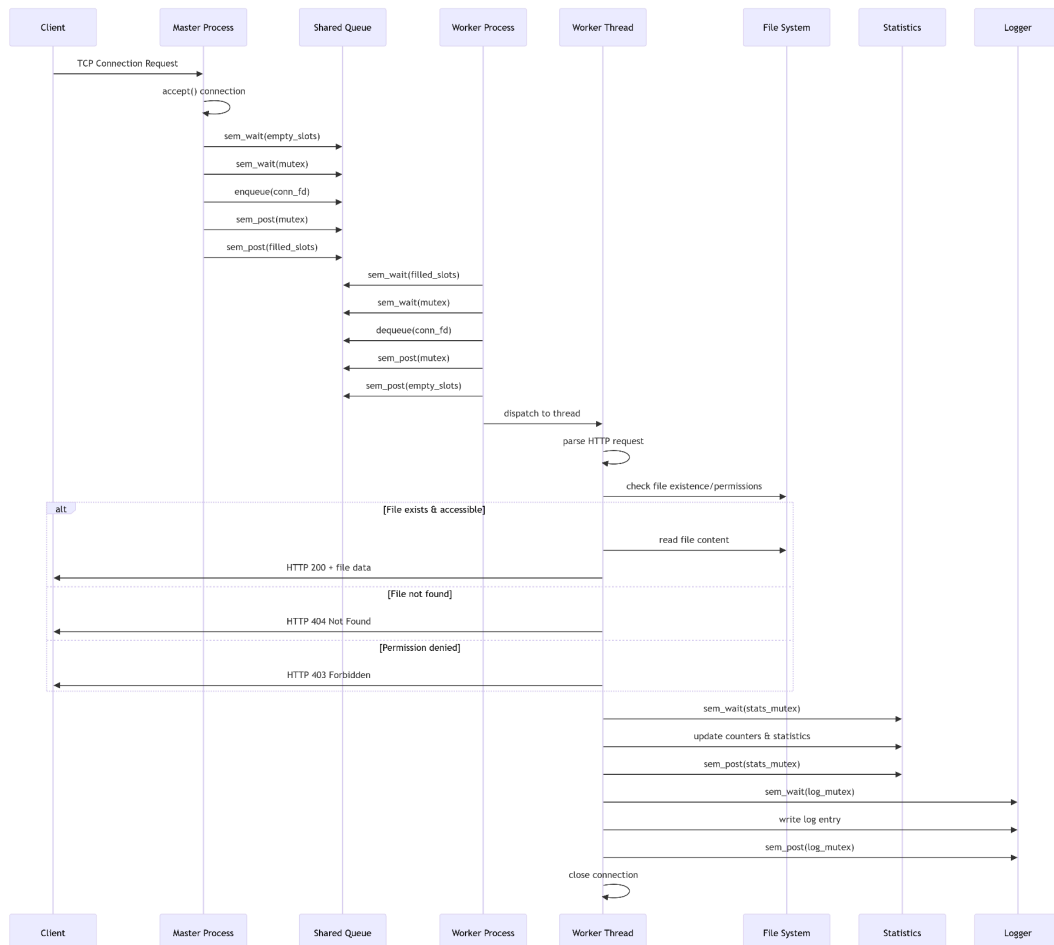 Client
Master Process
Shared Queue
Worker Process
Worker Thread
File System
Statistics
Logger
TCP Connection Request
accept() connection
sem_wait(empty_slots)
sem_wait(mutex)
enqueue(conn_fd)
sem_post(mutex)
sem_post(filled_slots)
sem_wait(filled_slots)
sem_wait(mutex)
dequeue(conn_fd)
sem_post(mutex)
sem_post(empty_slots)
dispatch to thread
parse HTTP request
check file existence/permissions
alt
[File exists & accessible]
read file content
HTTP 200 + file data
[File not found]
HTTP 404 Not Found
[Permission denied]
HTTP 403 Forbidden
sem_wait(stats_mutex)
update counters & statistics
sem_post(stats_mutex)
sem_wait(log_mutex)
write log entry
sem_post(log_mutex)
close connection
Client
Master Process
Shared Queue
Worker Process
Worker Thread
File System
Statistics
Logger